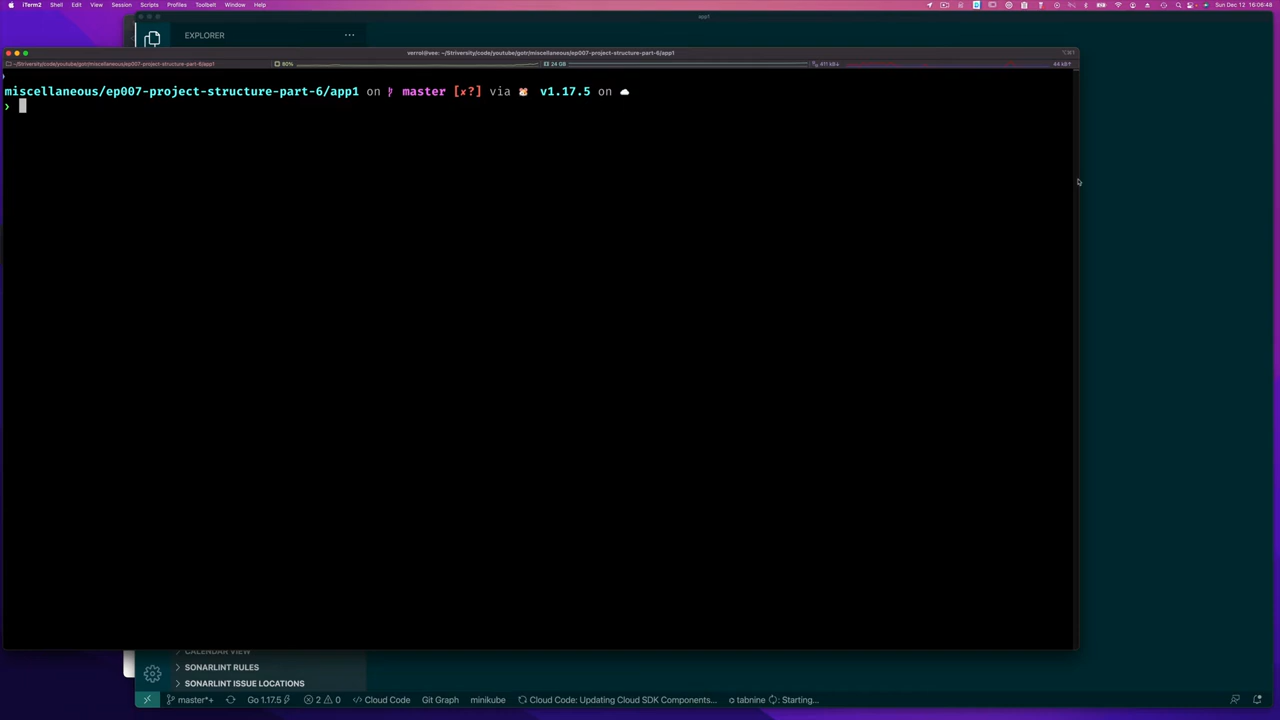 iTerm2 Shell Edit View Session Scripts Profiles Toolbelt Window Help Sun Dec 12 16:06:48
app1
EXPLORER
verrol@vee: ~/Striversity/code/youtube/gotr/miscellaneous/ep007-project-structure-part-6/app1
~/Striversity/code/youtube/gotr/miscellaneous/ep007-project-structure-part-6/app1 80% 24 GB 411 kB↓ 44 kB↑
miscellaneous/ep007-project-structure-part-6/app1 on master [✘?] via v1.17.5 on
❯
CALENDAR VIEW
SONARLINT RULES
SONARLINT ISSUE LOCATIONS
master*+ Go 1.17.5 2 0 Cloud Code Git Graph minikube Cloud Code: Updating Cloud SDK Components... tabnine Starting...